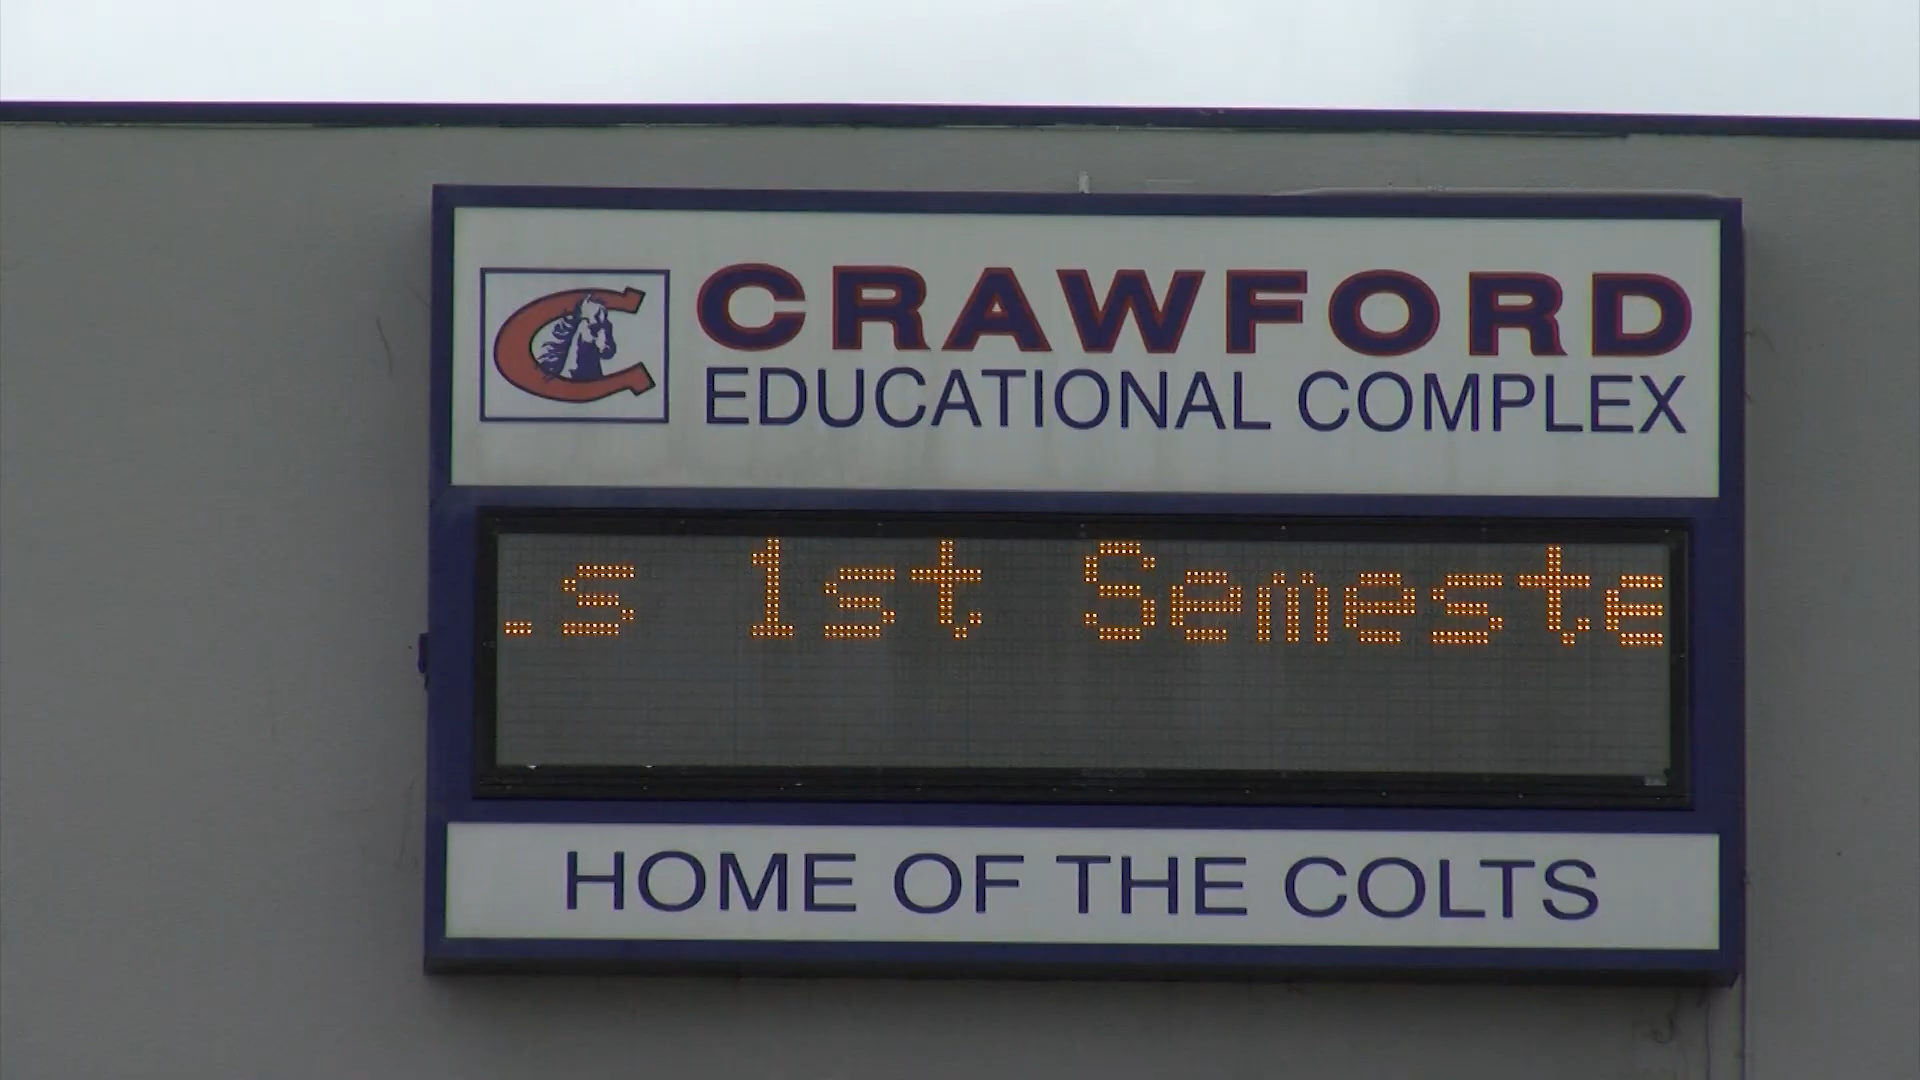 CRAWFORD
EDUCATIONAL COMPLEX
.s 1st Semeste
HOME OF THE COLTS